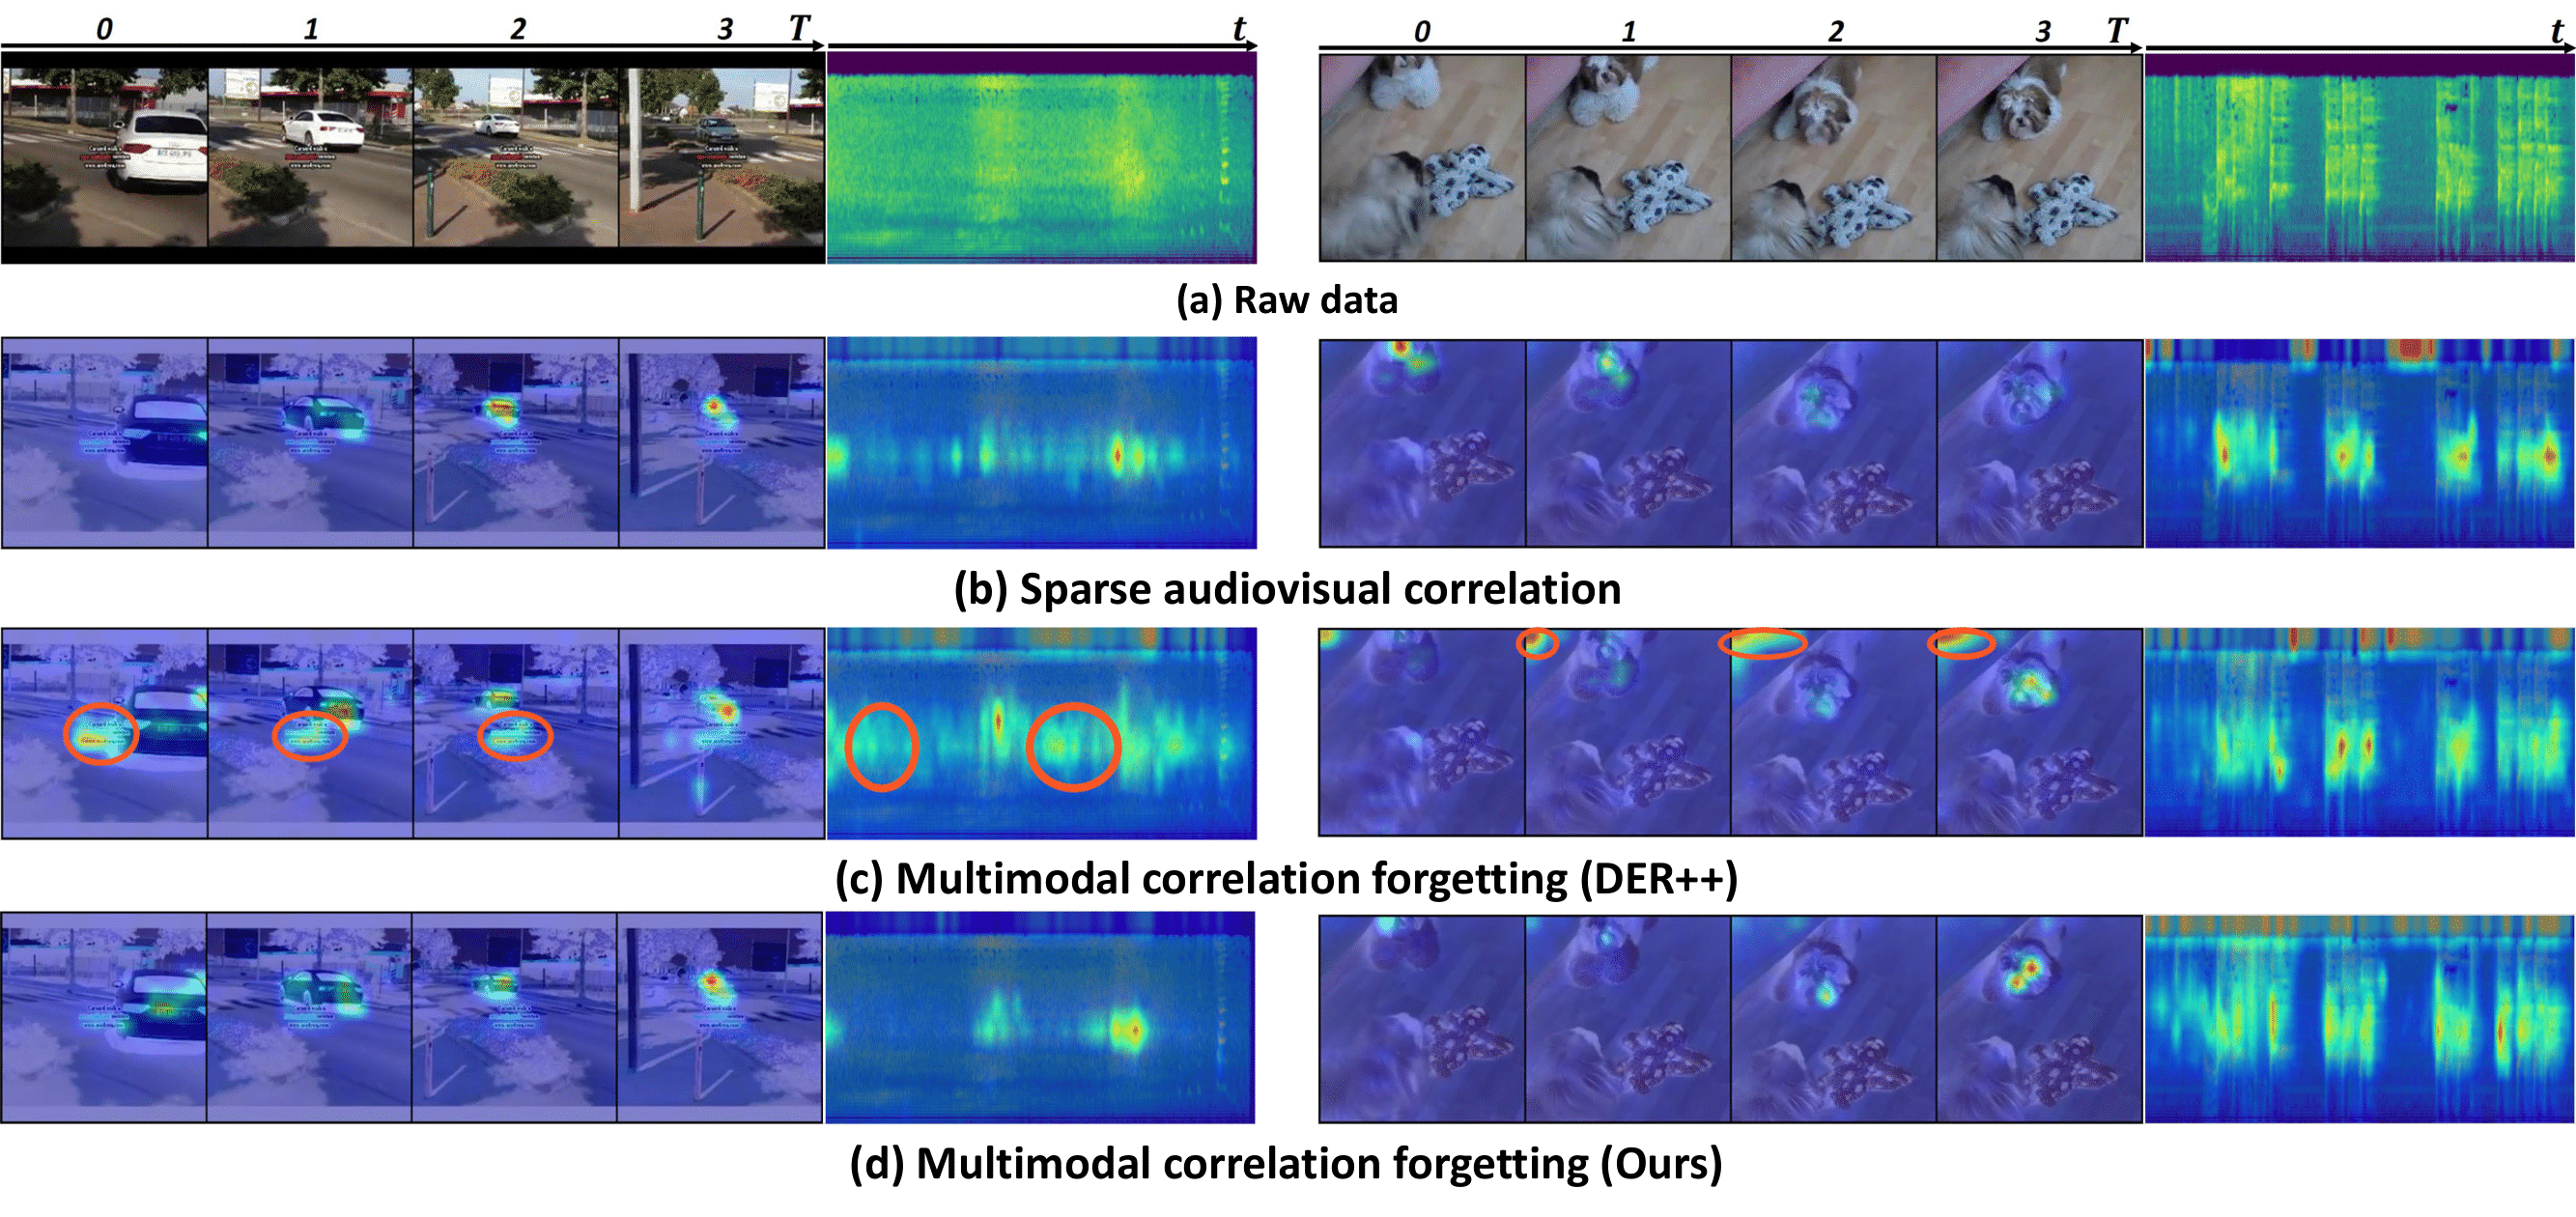 0 1 2 3 T t
0 1 2 3 T t
(a) Raw data
(b) Sparse audiovisual correlation
(c) Multimodal correlation forgetting (DER++)
(d) Multimodal correlation forgetting (Ours)